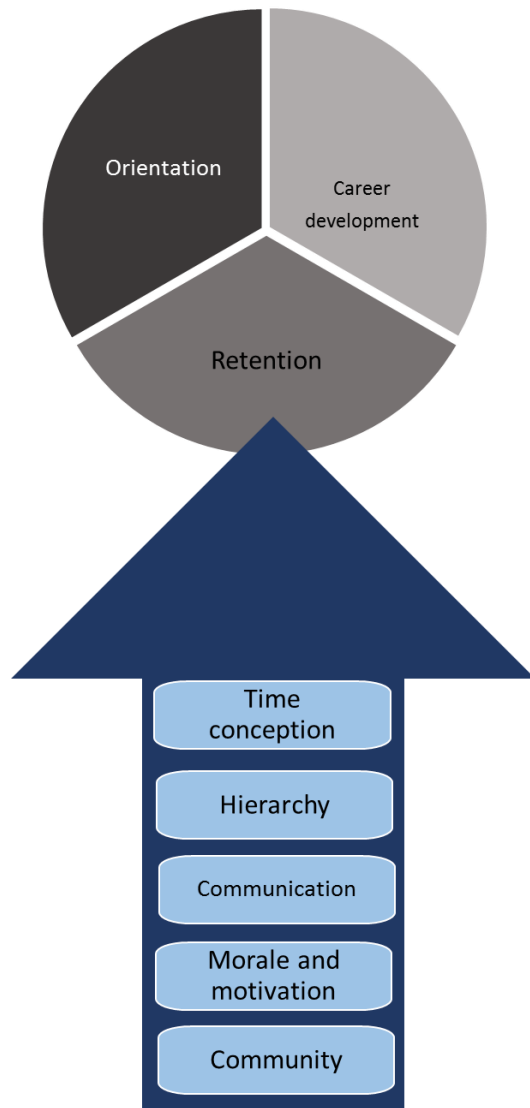 Orientation
Career
development
Retention
Time
conception
Hierarchy
Communication
Morale and
motivation
Community